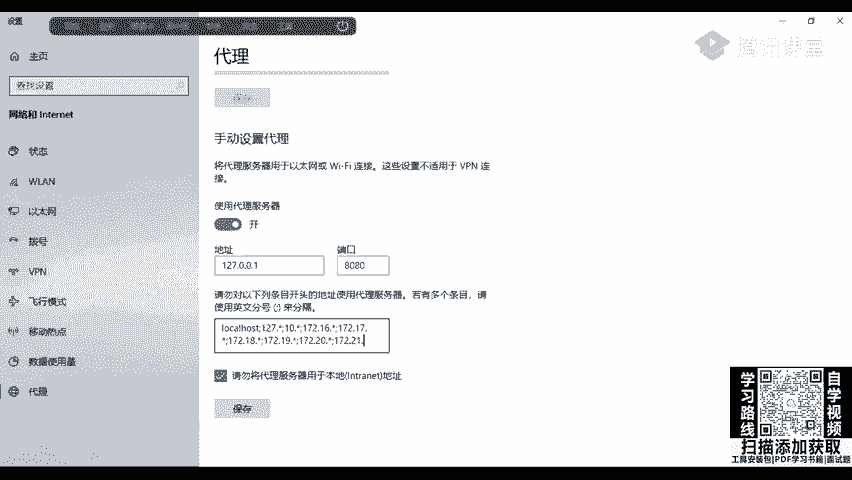 设置
腾讯课堂
主页
代理
查找设置
保存
网络和 Internet
手动设置代理
状态
将代理服务器用于以太网或 Wi-Fi 连接。这些设置不适用于 VPN 连
接。
WLAN
使用代理服务器
以太网
开
拨号
地址
端口
127.0.0.1
8080
VPN
请勿对以下列条目开头的地址使用代理服务器。若有多个条目，请
使用英文分号 (;) 来分隔。
飞行模式
localhost;127.*;10.*;172.16.*;172.17.
*;172.18.*;172.19.*;172.20.*;172.21.
移动热点
数据使用量
请勿将代理服务器用于本地(Intranet)地址
代理
保存
学习路线
自学视频
扫描添加获取
工具安装包|PDF学习书籍|面试题